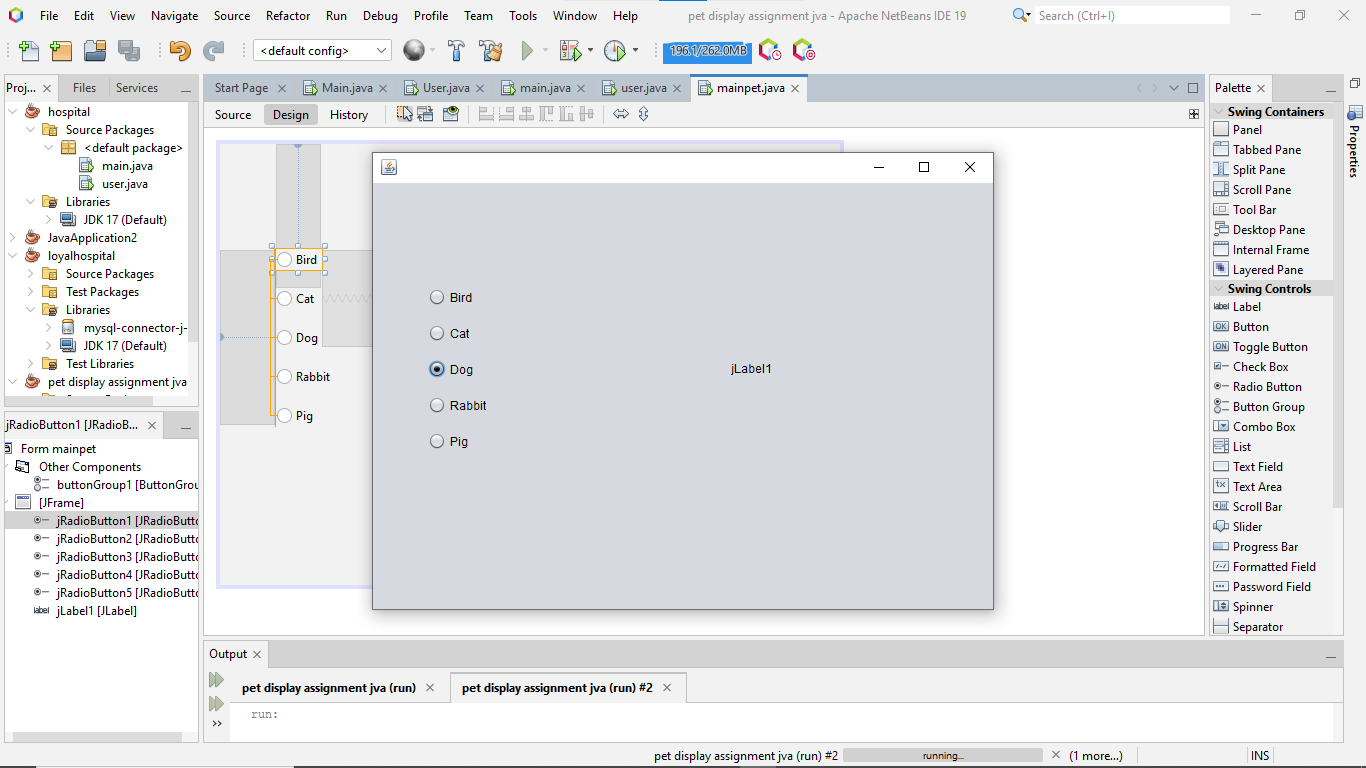 File Edit View Navigate Source Refactor Run Debug Profile Team Tools Window Help
pet display assignment jva - Apache NetBeans IDE 19
Search (Ctrl+I)
<default config>
196.1/262.0MB
Proj...
Files
Services
Start Page
Main.java
User.java
main.java
user.java
mainpet.java
Palette
Source
Design
History
hospital
Source Packages
<default package>
main.java
user.java
Libraries
JDK 17 (Default)
JavaApplication2
loyalhospital
Source Packages
Test Packages
Libraries
mysql-connector-j-
JDK 17 (Default)
Test Libraries
pet display assignment jva
jRadioButton1 [JRadioB...
Form mainpet
Other Components
buttonGroup1 [ButtonGrou
[JFrame]
jRadioButton1 [JRadioButto
jRadioButton2 [JRadioButto
jRadioButton3 [JRadioButto
jRadioButton4 [JRadioButto
jRadioButton5 [JRadioButto
jLabel1 [JLabel]
Bird
Cat
Dog
Rabbit
Pig
Bird
Cat
Dog
jLabel1
Rabbit
Pig
Swing Containers
Panel
Tabbed Pane
Split Pane
Scroll Pane
Tool Bar
Desktop Pane
Internal Frame
Layered Pane
Swing Controls
label Label
OK Button
ON Toggle Button
Check Box
Radio Button
Button Group
Combo Box
List
Text Field
Text Area
Scroll Bar
Slider
Progress Bar
Formatted Field
Password Field
Spinner
Separator
Properties
Output
pet display assignment jva (run)
pet display assignment jva (run) #2
run:
pet display assignment jva (run) #2
running...
(1 more...)
INS